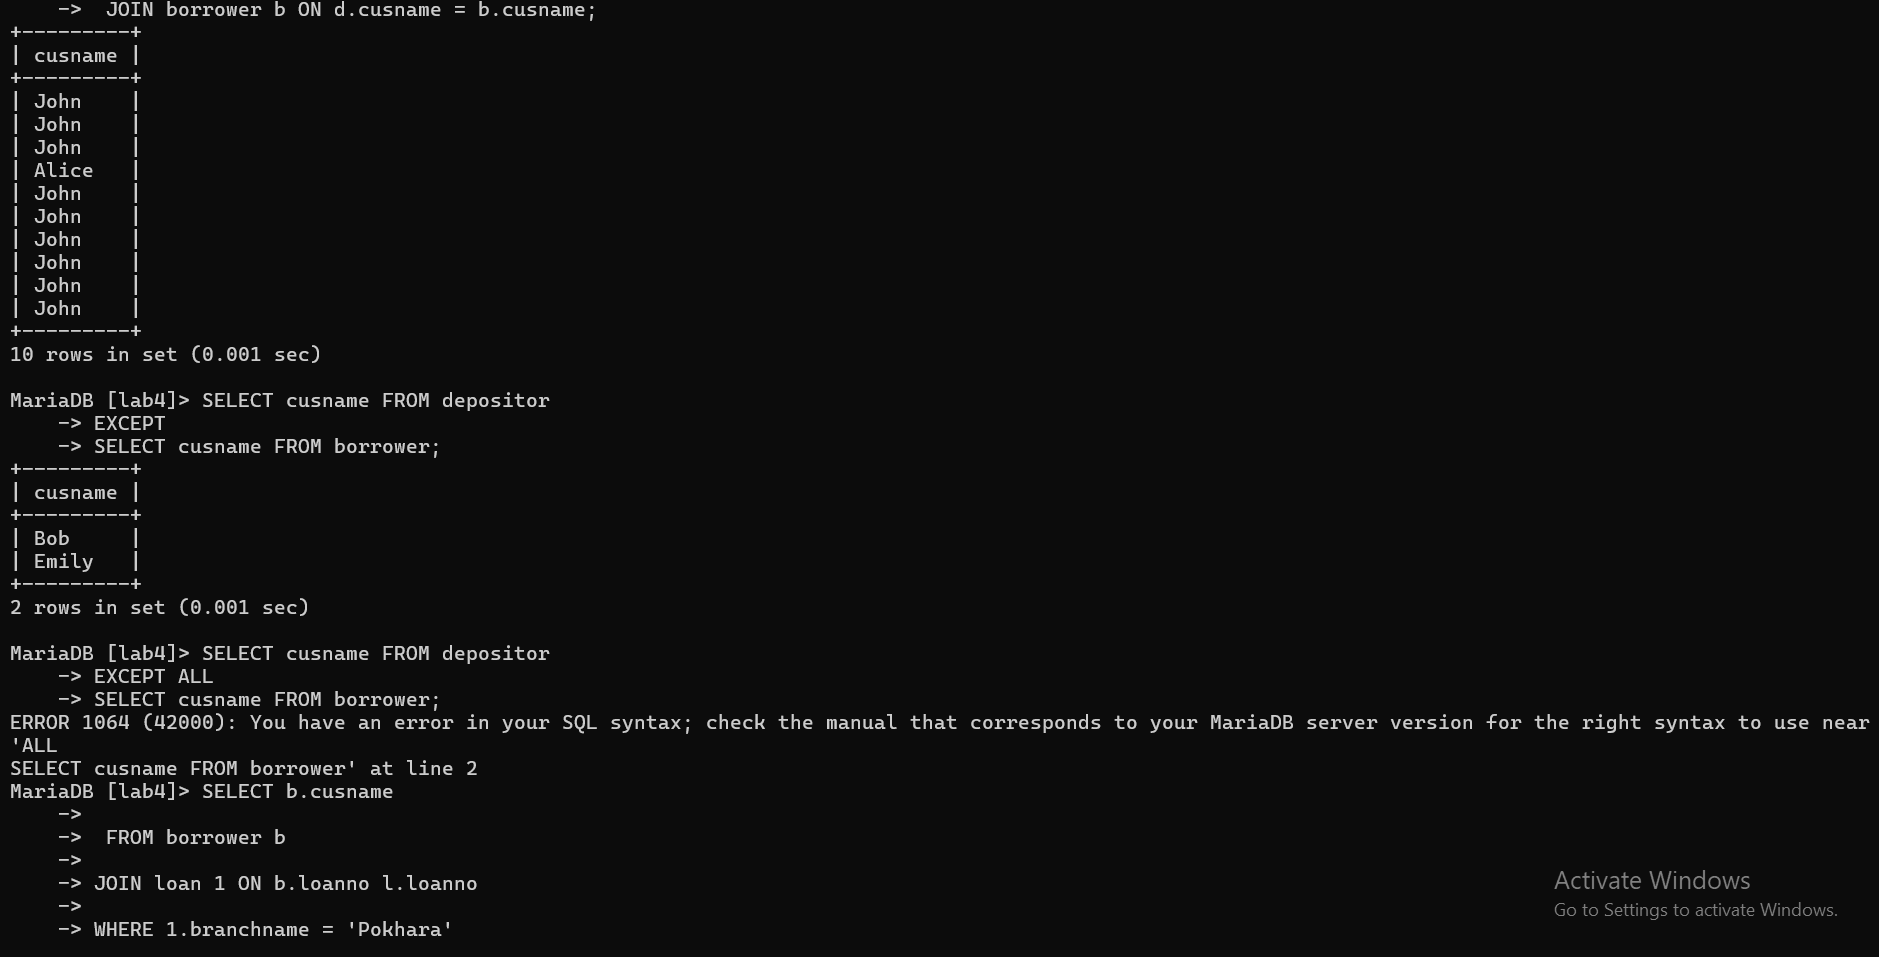 ->  JOIN borrower b ON d.cusname = b.cusname;
+---------+
| cusname |
+---------+
| John    |
| John    |
| John    |
| Alice   |
| John    |
| John    |
| John    |
| John    |
| John    |
| John    |
+---------+
10 rows in set (0.001 sec)

MariaDB [lab4]> SELECT cusname FROM depositor
    -> EXCEPT
    -> SELECT cusname FROM borrower;
+---------+
| cusname |
+---------+
| Bob     |
| Emily   |
+---------+
2 rows in set (0.001 sec)

MariaDB [lab4]> SELECT cusname FROM depositor
    -> EXCEPT ALL
    -> SELECT cusname FROM borrower;
ERROR 1064 (42000): You have an error in your SQL syntax; check the manual that corresponds to your MariaDB server version for the right syntax to use near
'ALL
SELECT cusname FROM borrower' at line 2
MariaDB [lab4]> SELECT b.cusname
    ->
    ->  FROM borrower b
    ->
    -> JOIN loan 1 ON b.loanno l.loanno
    ->
    -> WHERE 1.branchname = 'Pokhara'
Activate Windows
Go to Settings to activate Windows.